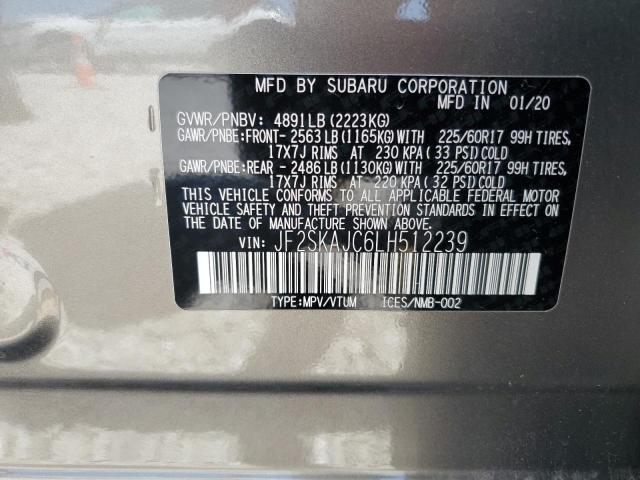 MFD BY SUBARU CORPORATION
MFD IN 01/20
GVWR/PNBV: 4891LB (2223KG)
GAWR/PNBE:FRONT- 2563LB(1165KG)WITH 225/60R17 99H TIRES,
17X7J RIMS AT 230 KPA (33 PSI)COLD
GAWR/PNBE:REAR - 2486LB(1130KG)WITH 225/60R17 99H TIRES,
17X7J RIMS AT 220 KPA(32 PSI)COLD
THIS VEHICLE CONFORMS TO ALL APPLICABLE FEDERAL MOTOR
VEHICLE SAFETY AND THEFT PREVENTION STANDARDS IN EFFECT ON
THE DATE OF MANUFACTURE SHOWN ABOVE.
VIN: JF2SKAJC6LH512239
TYPE:MPV/VTUM ICES/NMB-002